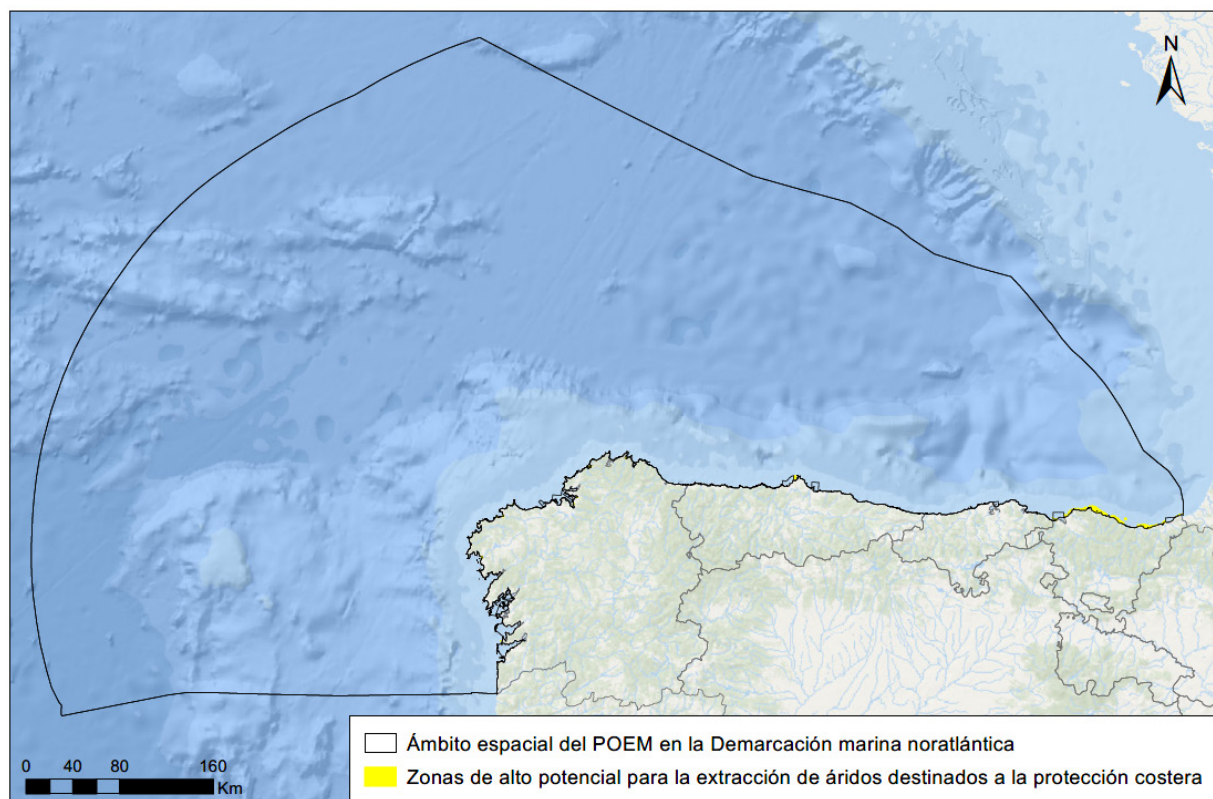 N
Ámbito espacial del POEM en la Demarcación marina noratlántica
Zonas de alto potencial para la extracción de áridos destinados a la protección costera
0 40 80 160
Km